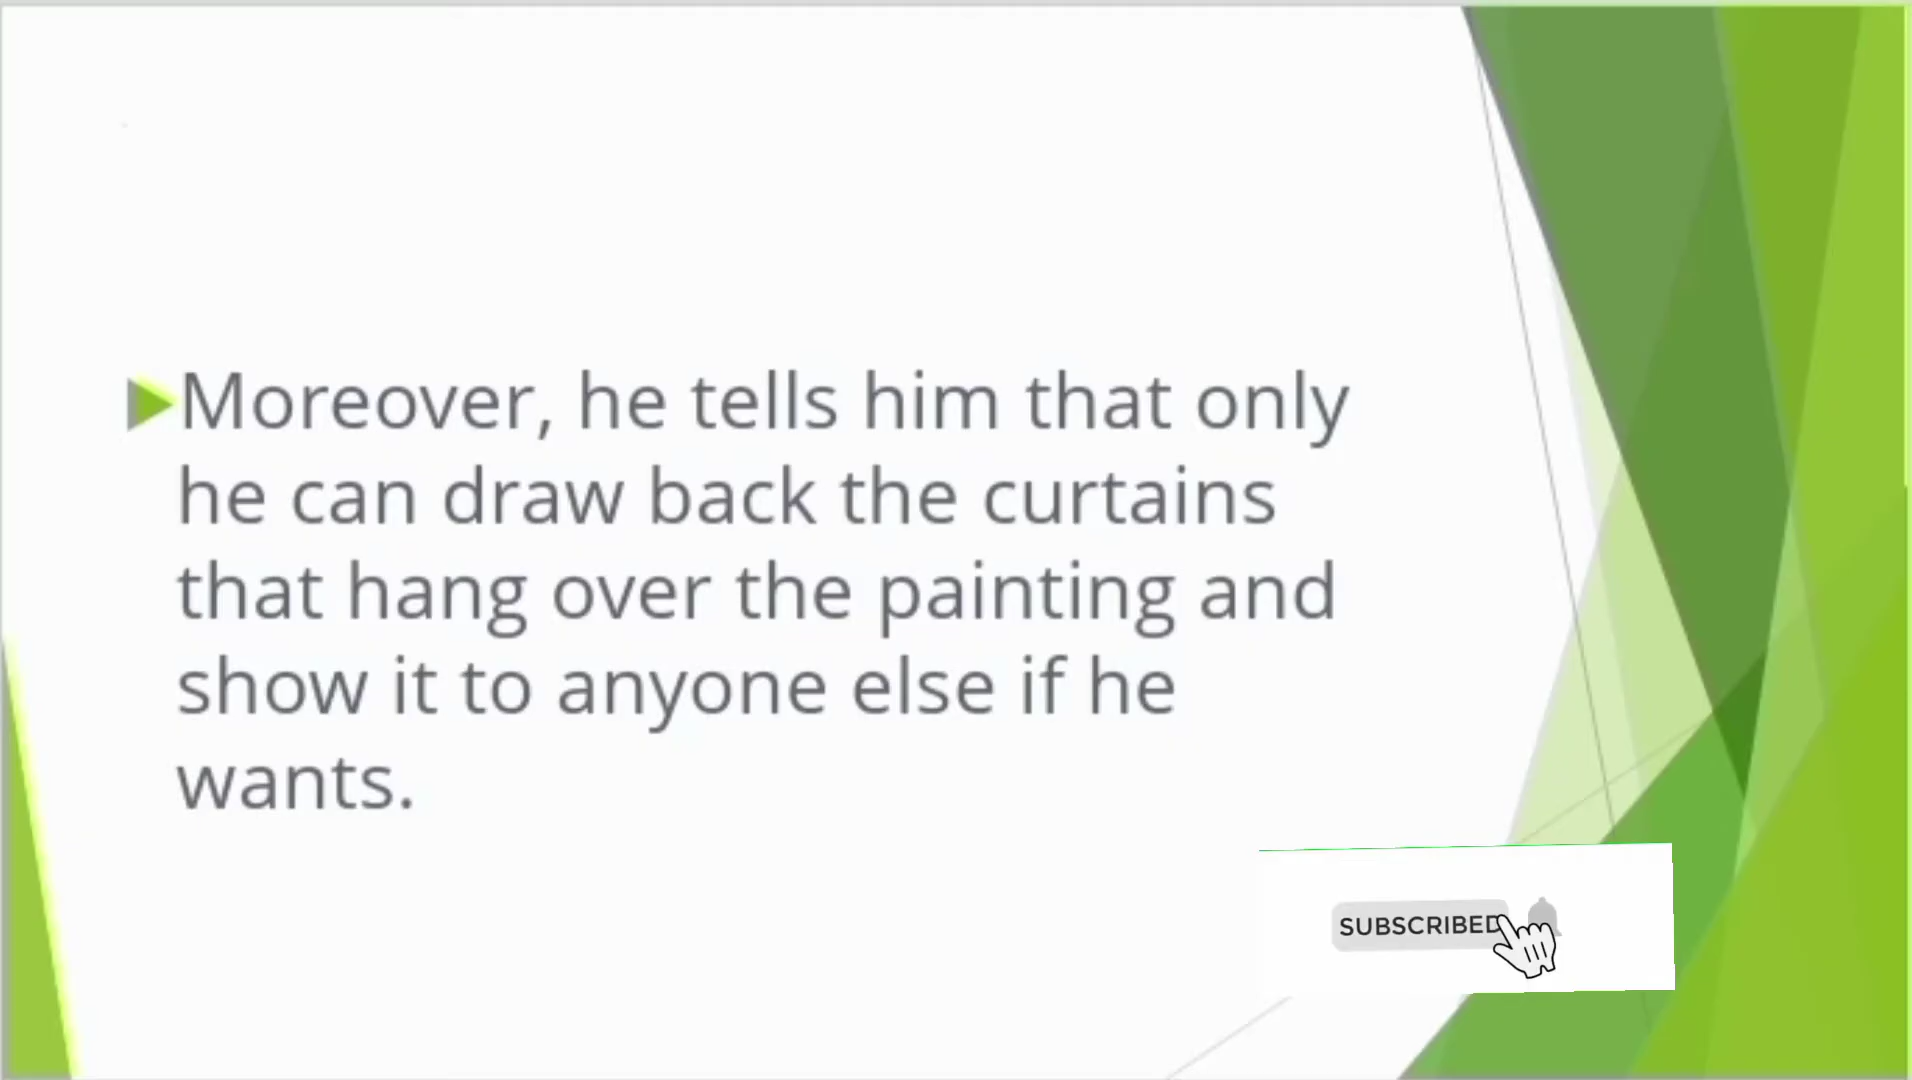 Moreover, he tells him that only
he can draw back the curtains
that hang over the painting and
show it to anyone else if he
wants.
SUBSCRIBED